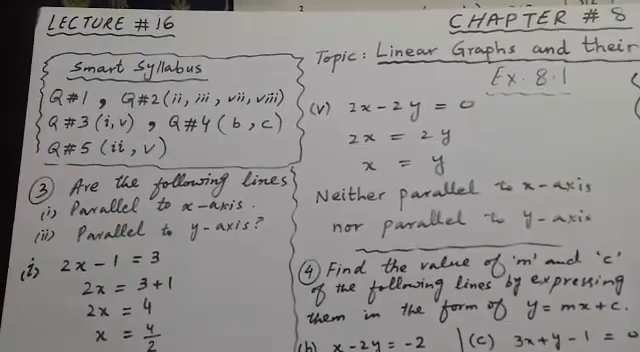 LECTURE # 16
CHAPTER # 8
Topic: Linear Graphs and their
Ex. 8.1
Smart Syllabus
Q#1, Q#2 (ii, iii, vii, viii)
Q#3 (i, v), Q#4 (b, c)
Q#5 (ii, v)
③ Are the following lines
(i) Parallel to x-axis.
(ii) Parallel to y-axis?
(i) 2x - 1 = 3
2x = 3 + 1
2x = 4
x = 4/2
(v) 2x - 2y = 0
2x = 2y
x = y
Neither parallel to x-axis
nor parallel to y-axis
④ Find the value of 'm' and 'c'
of the following lines by expressing
them in the form of y = mx + c.
(b) x - 2y = -2 | (c) 3x + y - 1 = 0